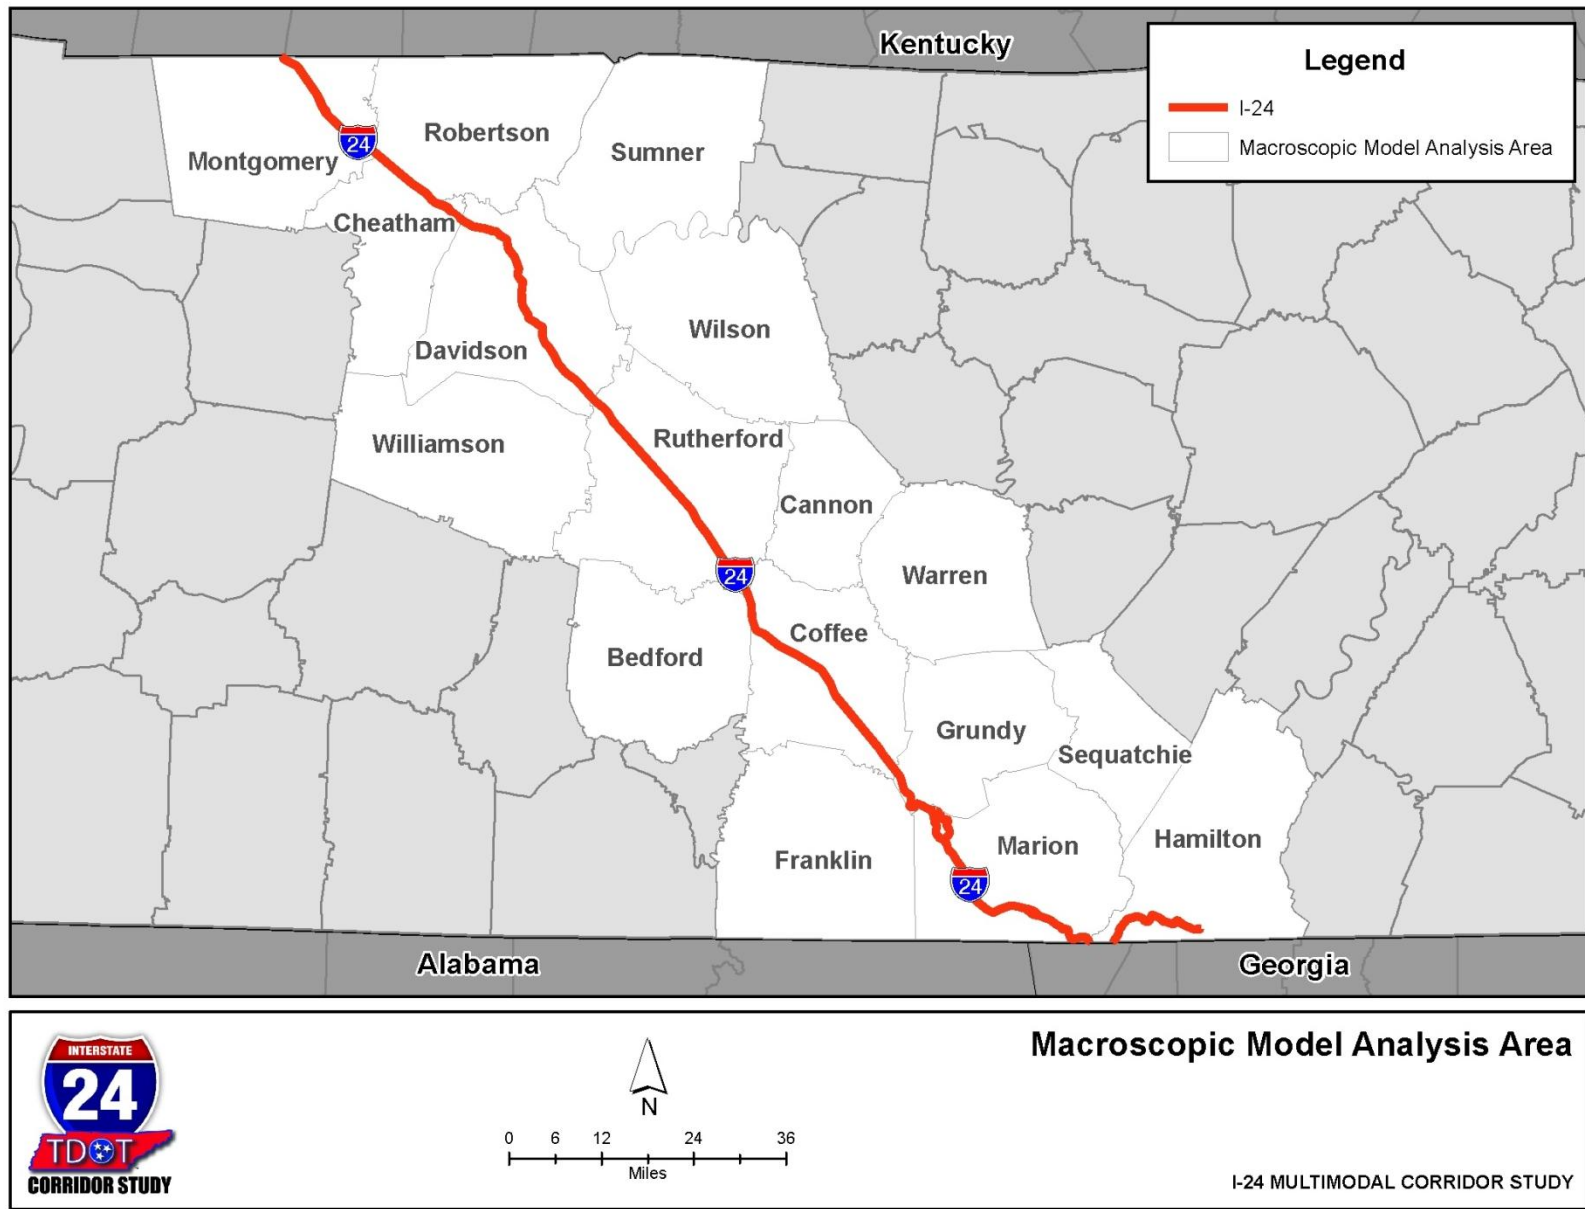 Kentucky
Legend
I-24
Macroscopic Model Analysis Area
Robertson
24
Montgomery
Sumner
Cheatham
Wilson
Davidson
Williamson
Rutherford
Cannon
24
Warren
Coffee
Bedford
Grundy
Sequatchie
Hamilton
Marion
Franklin
24
Alabama
Georgia
INTERSTATE
24
TDOT
CORRIDOR STUDY
N
0 6 12 24 36
Miles
Macroscopic Model Analysis Area
I-24 MULTIMODAL CORRIDOR STUDY